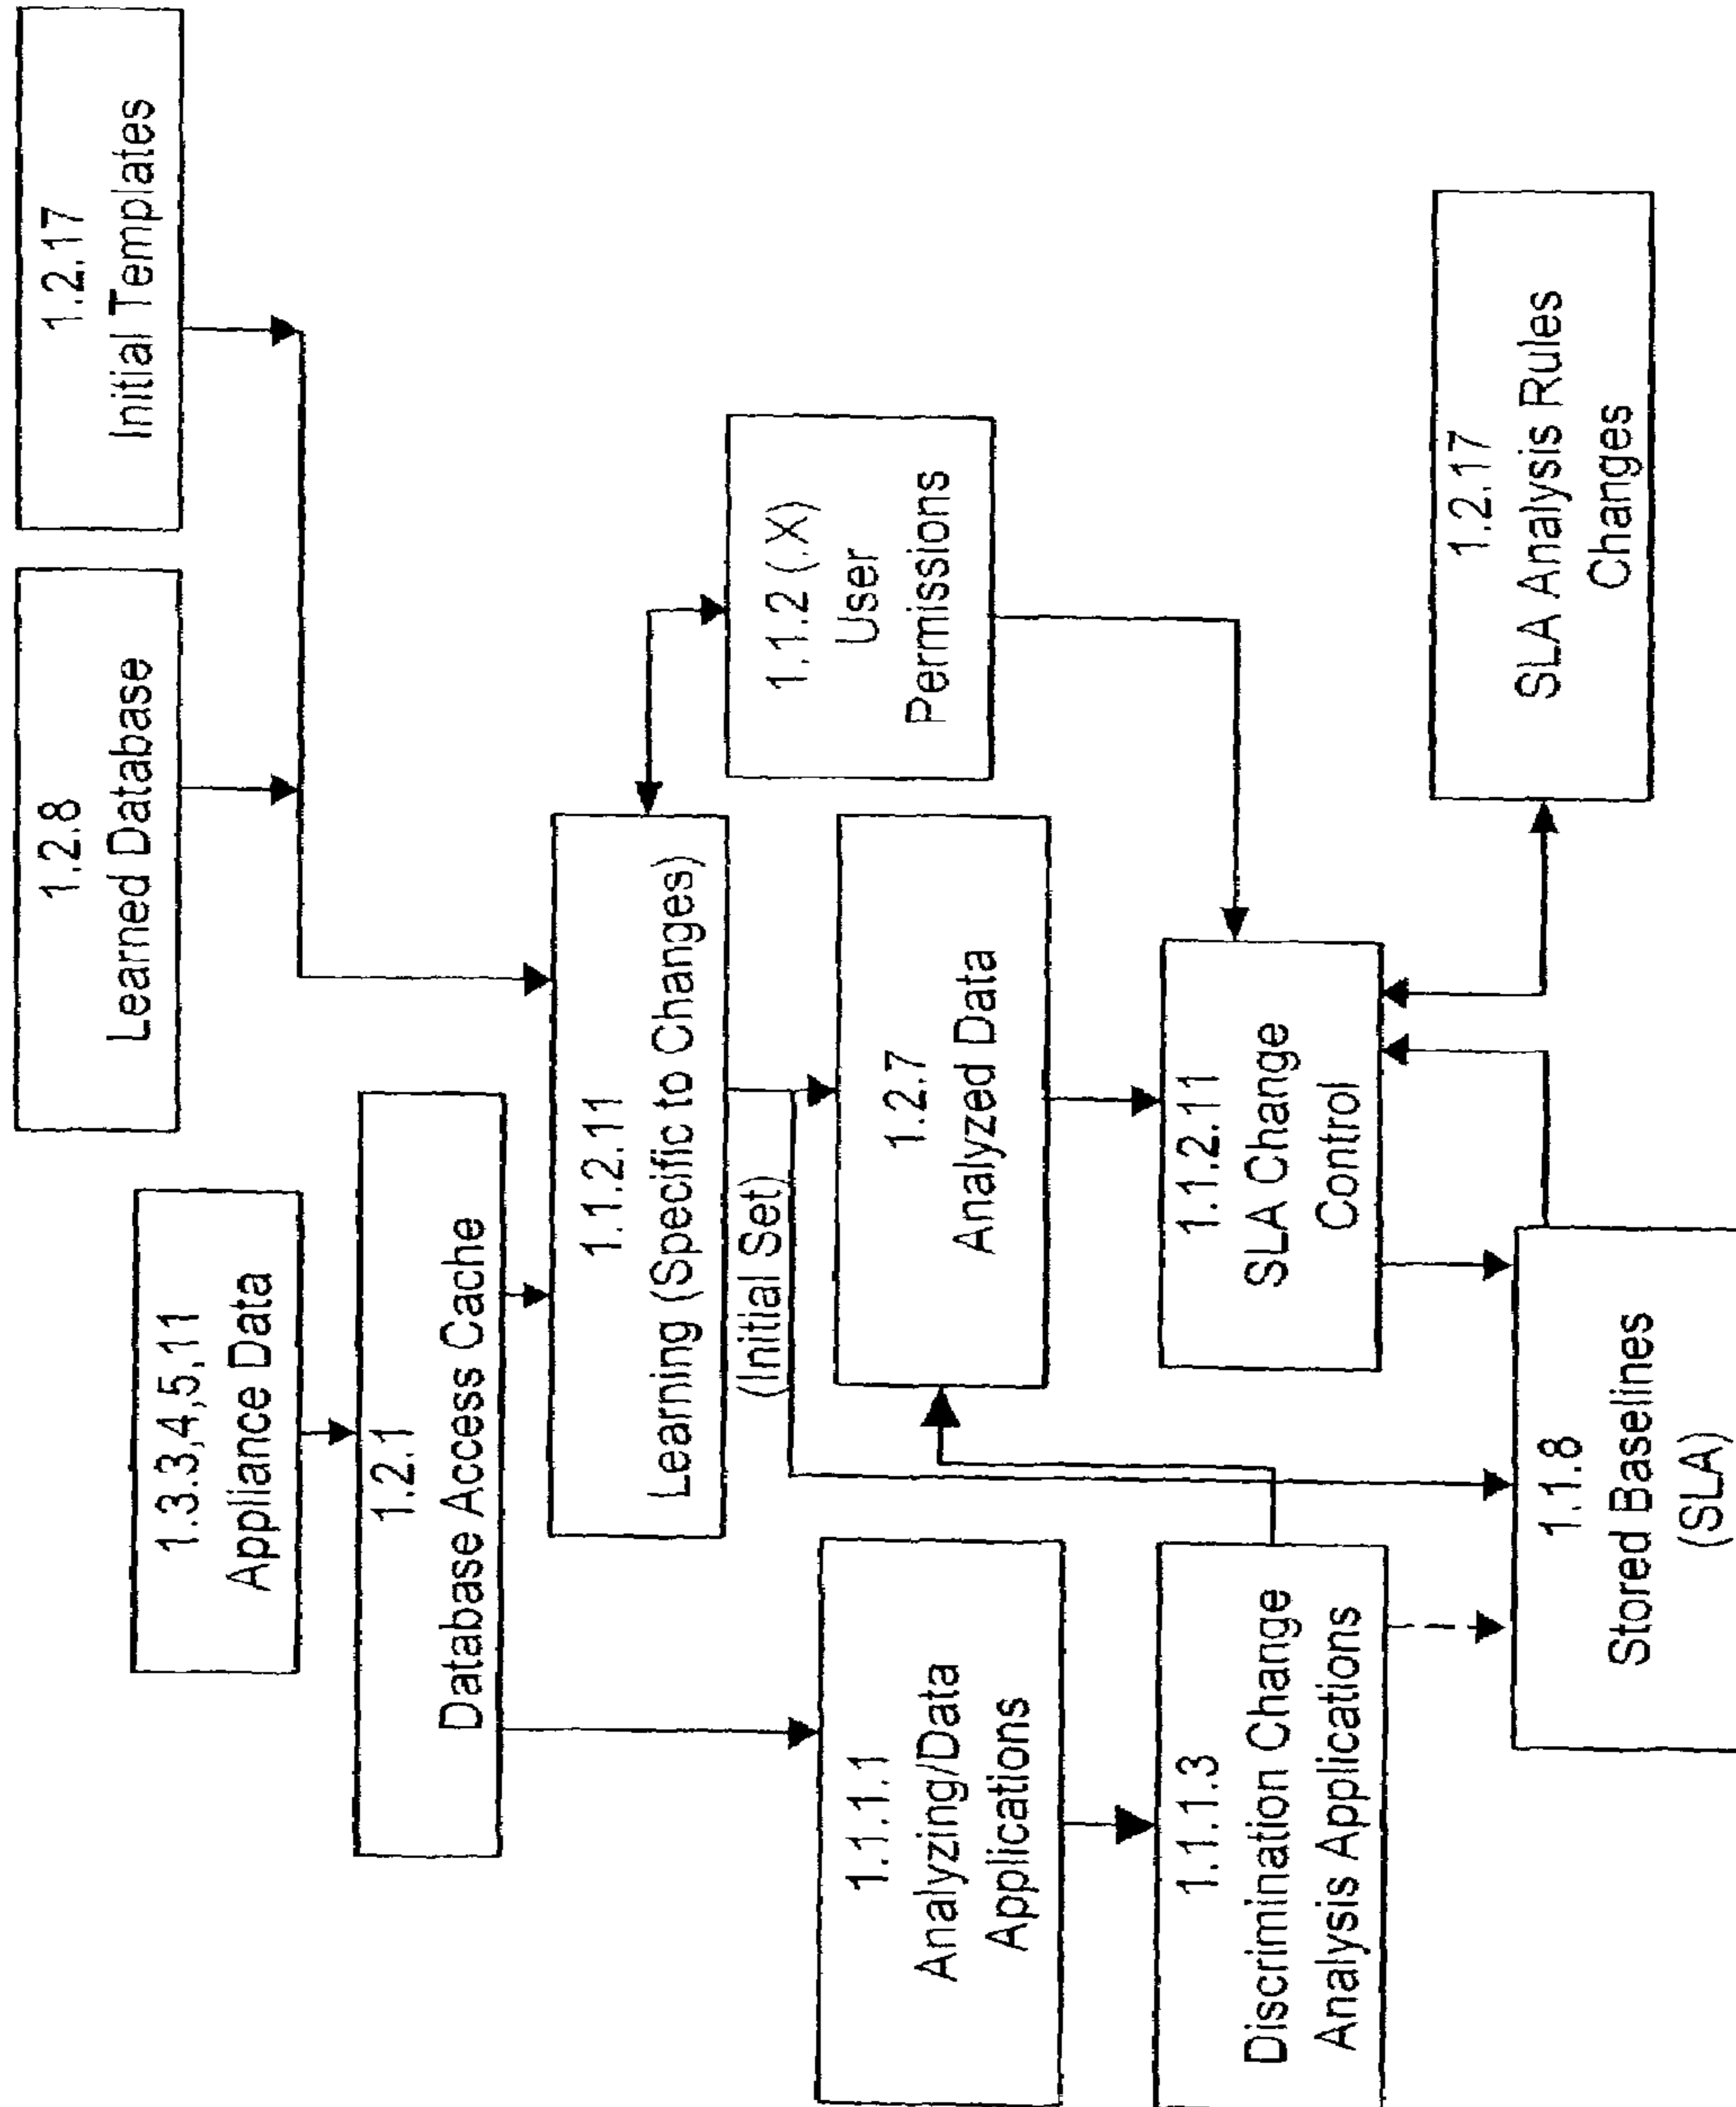 1.2.17
Initial Templates
1.2.8
Learned Database
1.3.3,4,5,11
Appliance Data
1.2.1
Database Access Cache
1.1.2.11
Learning (Specific to Changes)
(Initial Set)
1.1.2 (.X)
User
Permissions
1.1.1.1
Analyzing/Data
Applications
1.2.7
Analyzed Data
1.1.1.3
Discrimination Change
Analysis Applications
1.1.2.11
SLA Change
Control
1.2.17
SLA Analysis Rules
Changes
1.1.8
Stored Baselines
(SLA)